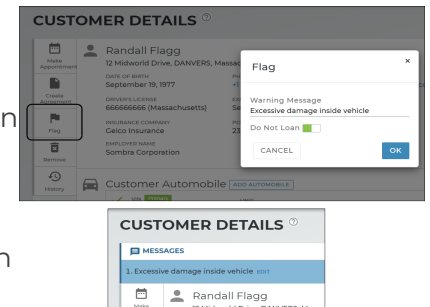 CUSTOMER DETAILS ?
Make
Appointment
Randall Flagg
12 Midworld Drive, DANVERS, Massac
DATE OF BIRTH
September 19, 1977
Create
Agreement
DRIVER'S LICENSE
666666666 (Massachusetts)
n
Flag
INSURANCE COMPANY
Geico Insurance
EMPLOYER NAME
Sombra Corporation
Remove
History
Customer Automobile ADD AUTOMOBILE
VIN
Flag
×
Warning Message
Excessive damage inside vehicle
Do Not Loan
CANCEL
OK
CUSTOMER DETAILS ?
MESSAGES
n
1. Excessive damage inside vehicle EDIT
Make
Randall Flagg